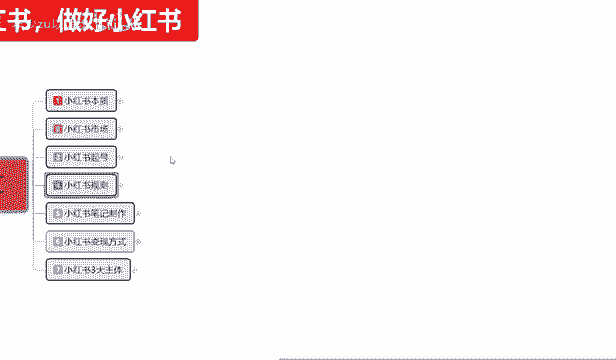 红书，做好小红书
1 小红书本质
2 小红书市场
3 小红书起号
4 小红书规则
5 小红书笔记制作
6 小红书变现方式
7 小红书3大主体